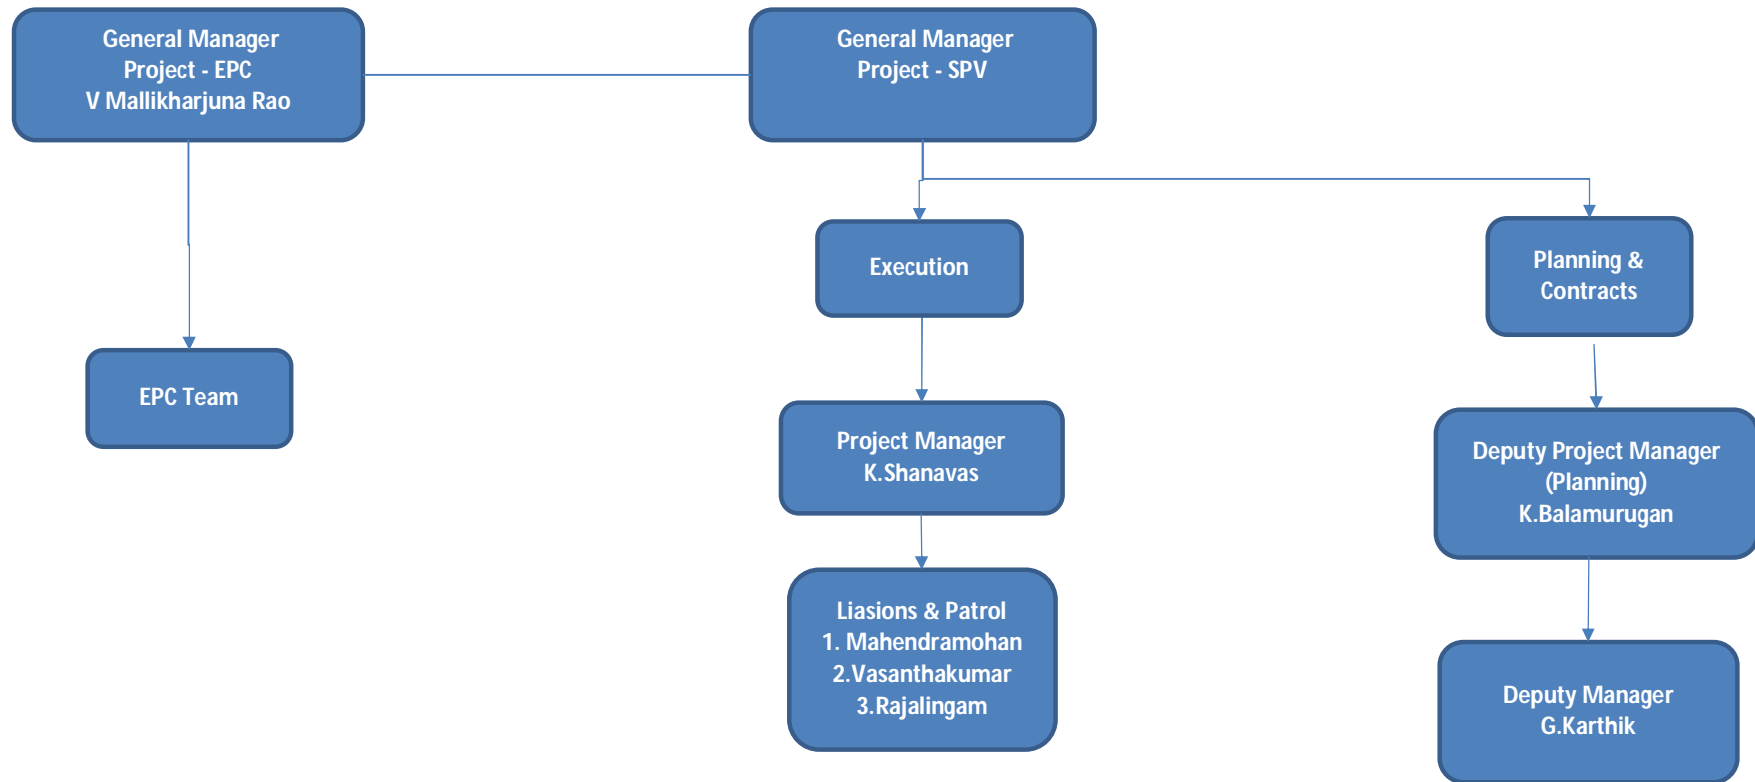 General Manager
Project - EPC
V Mallikharjuna Rao
General Manager
Project - SPV
Execution
Planning &
Contracts
EPC Team
Project Manager
K.Shanavas
Deputy Project Manager
(Planning)
K.Balamurugan
Liasions & Patrol
1. Mahendramohan
2.Vasanthakumar
3.Rajalingam
Deputy Manager
G.Karthik